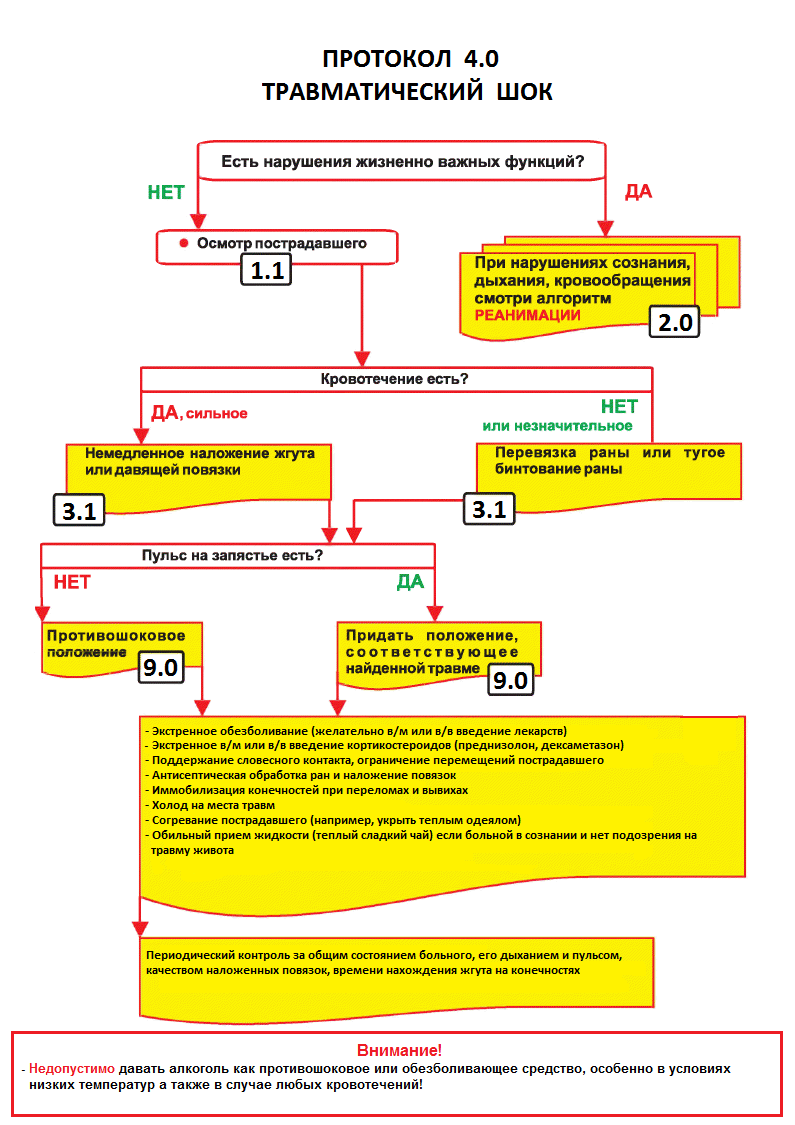 ПРОТОКОЛ 4.0
ТРАВМАТИЧЕСКИЙ ШОК
Есть нарушения жизненно важных функций?
НЕТ
ДА
Осмотр пострадавшего
1.1
При нарушениях сознания,
дыхания, кровообращения
смотри алгоритм
РЕАНИМАЦИИ
2.0
Кровотечение есть?
ДА, сильное
НЕТ
или незначительное
Немедленное наложение жгута
или давящей повязки
3.1
Перевязка раны или тугое
бинтование раны
3.1
Пульс на запястье есть?
НЕТ
ДА
Противошоковое
положение
9.0
Придать положение,
соответствующее
найденной травме
9.0
- Экстренное обезболивание (желательно в/м или в/в введение лекарств)
- Экстренное в/м или в/в введение кортикостероидов (преднизолон, дексаметазон)
- Поддержание словесного контакта, ограничение перемещений пострадавшего
- Антисептическая обработка ран и наложение повязок
- Иммобилизация конечностей при переломах и вывихах
- Холод на места травм
- Согревание пострадавшего (например, укрыть теплым одеялом)
- Обильный прием жидкости (теплый сладкий чай) если больной в сознании и нет подозрения на
травму живота
Периодический контроль за общим состоянием больного, его дыханием и пульсом,
качеством наложенных повязок, времени нахождения жгута на конечностях
Внимание!
- Недопустимо давать алкоголь как противошоковое или обезболивающее средство, особенно в условиях
низких температур а также в случае любых кровотечений!